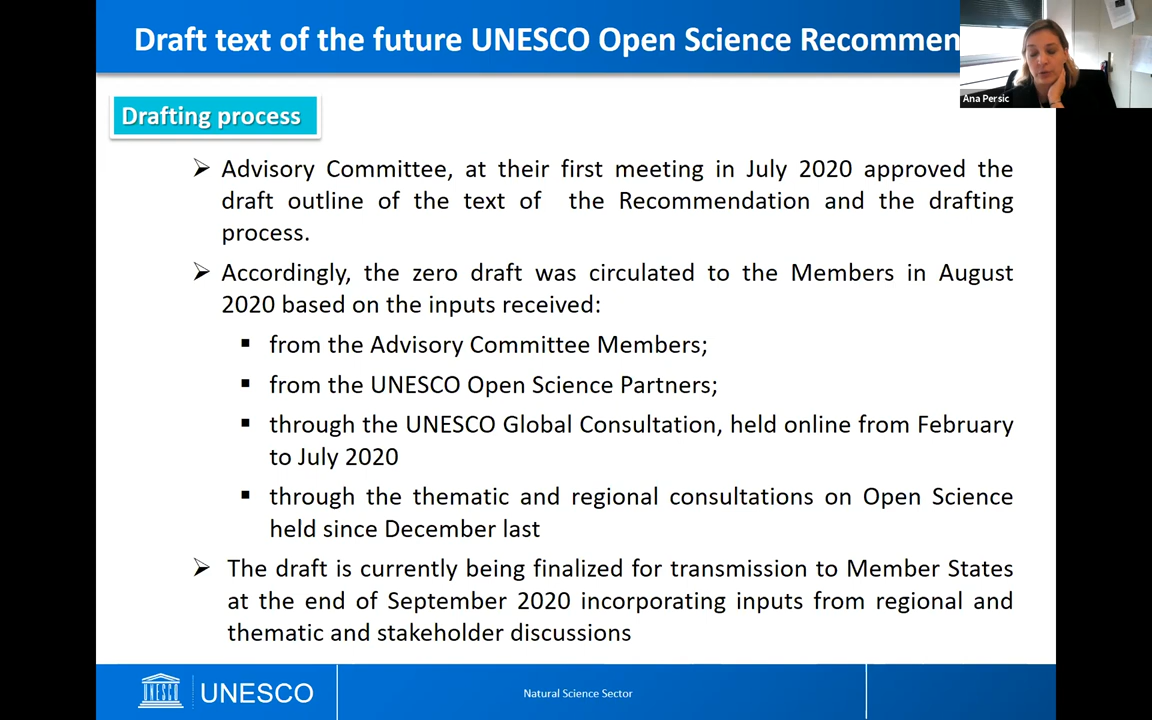 Draft text of the future UNESCO Open Science Recommen
Ana Persic
Drafting process
Advisory Committee, at their first meeting in July 2020 approved the
draft outline of the text of the Recommendation and the drafting
process.
Accordingly, the zero draft was circulated to the Members in August
2020 based on the inputs received:
from the Advisory Committee Members;
from the UNESCO Open Science Partners;
through the UNESCO Global Consultation, held online from February
to July 2020
through the thematic and regional consultations on Open Science
held since December last
The draft is currently being finalized for transmission to Member States
at the end of September 2020 incorporating inputs from regional and
thematic and stakeholder discussions
UNESCO
UNESCO
Natural Science Sector